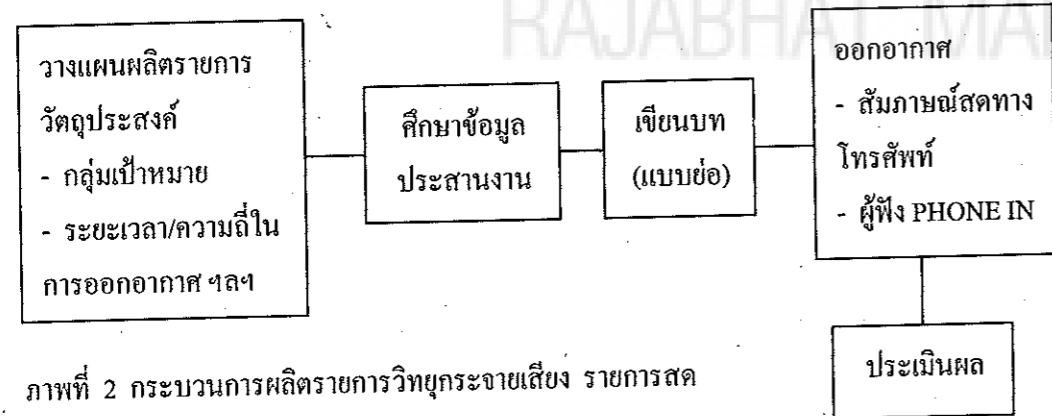 RAJABHAT MA
วางแผนผลิตรายการ
วัตถุประสงค์
- กลุ่มเป้าหมาย
- ระยะเวลา/ความถี่ใน
การออกอากาศ ฯลฯ
ศึกษาข้อมูล
ประสานงาน
เขียนบท
(แบบย่อ)
ออกอากาศ
- สัมภาษณ์สดทาง
โทรศัพท์
- ผู้ฟัง PHONE IN
ประเมินผล
ภาพที่ 2 กระบวนการผลิตรายการวิทยุกระจายเสียง รายการสด